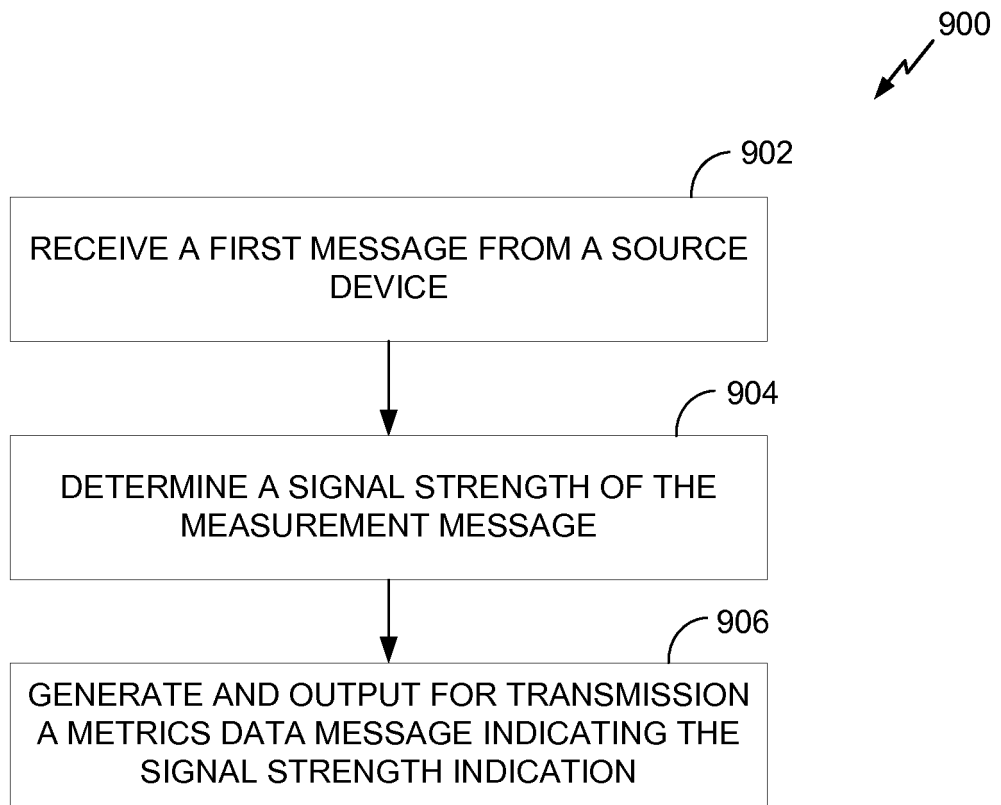 900
902
RECEIVE A FIRST MESSAGE FROM A SOURCE
DEVICE
904
DETERMINE A SIGNAL STRENGTH OF THE
MEASUREMENT MESSAGE
906
GENERATE AND OUTPUT FOR TRANSMISSION
A METRICS DATA MESSAGE INDICATING THE
SIGNAL STRENGTH INDICATION